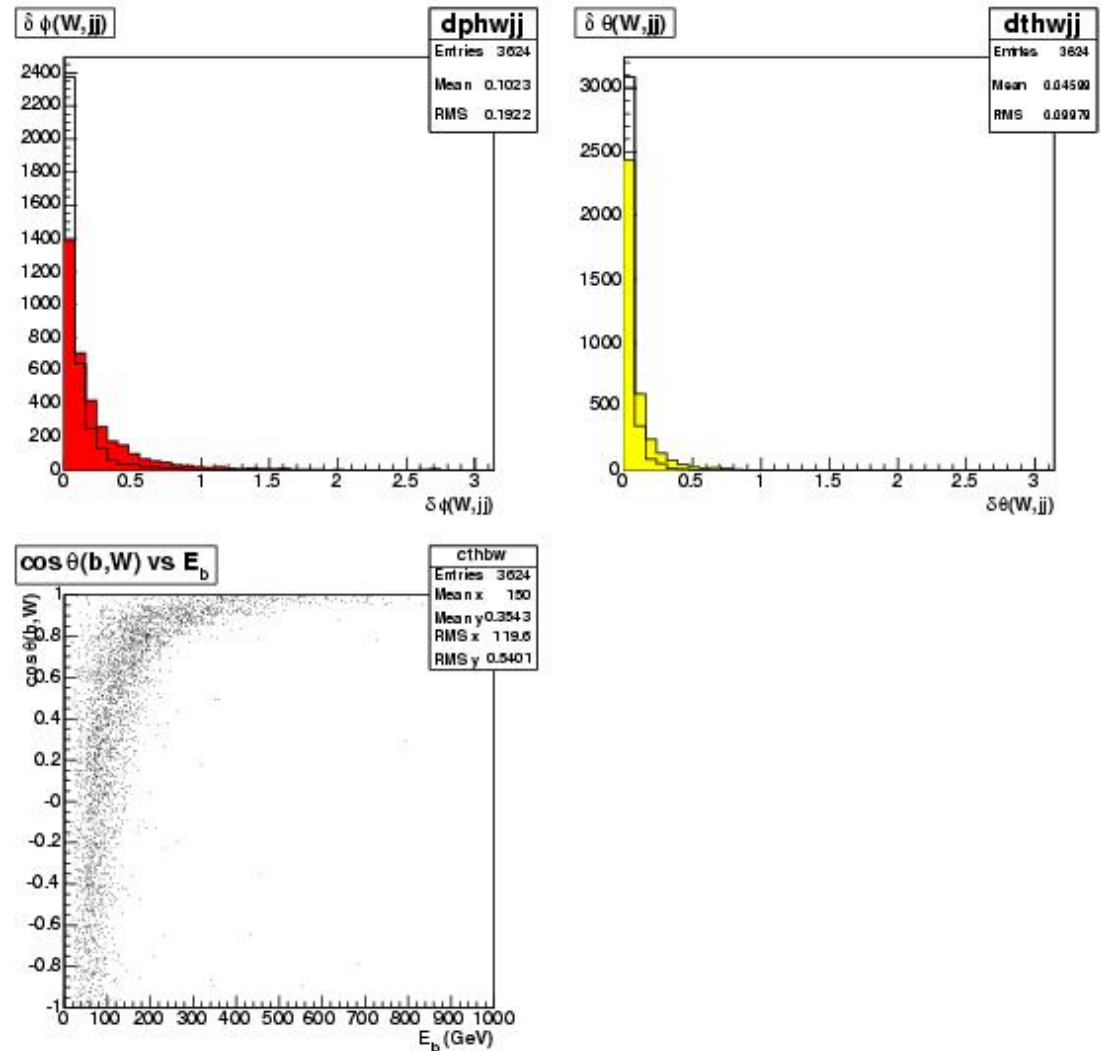 δ ϕ(W,jj)
dphwjj
Entries 3624
Mean 0.1023
RMS 0.1922
2400
2200
2000
1800
1600
1400
1200
1000
800
600
400
200
0
0 0.5 1 1.5 2 2.5 3
δ ϕ(W,jj)
δ θ(W,jj)
dthwjj
Entries 3624
Mean 0.04599
RMS 0.09979
3000
2500
2000
1500
1000
500
0
0 0.5 1 1.5 2 2.5 3
δθ(W,jj)
cos θ(b,W) vs E_b
cthbw
Entries 3624
Mean x 150
Mean y 0.3543
RMS x 119.6
RMS y 0.5401
cos θ(b,W)
1
0.8
0.6
0.4
0.2
-0
-0.2
-0.4
-0.6
-0.8
-1
0 100 200 300 400 500 600 700 800 900 1000
E_b (GeV)